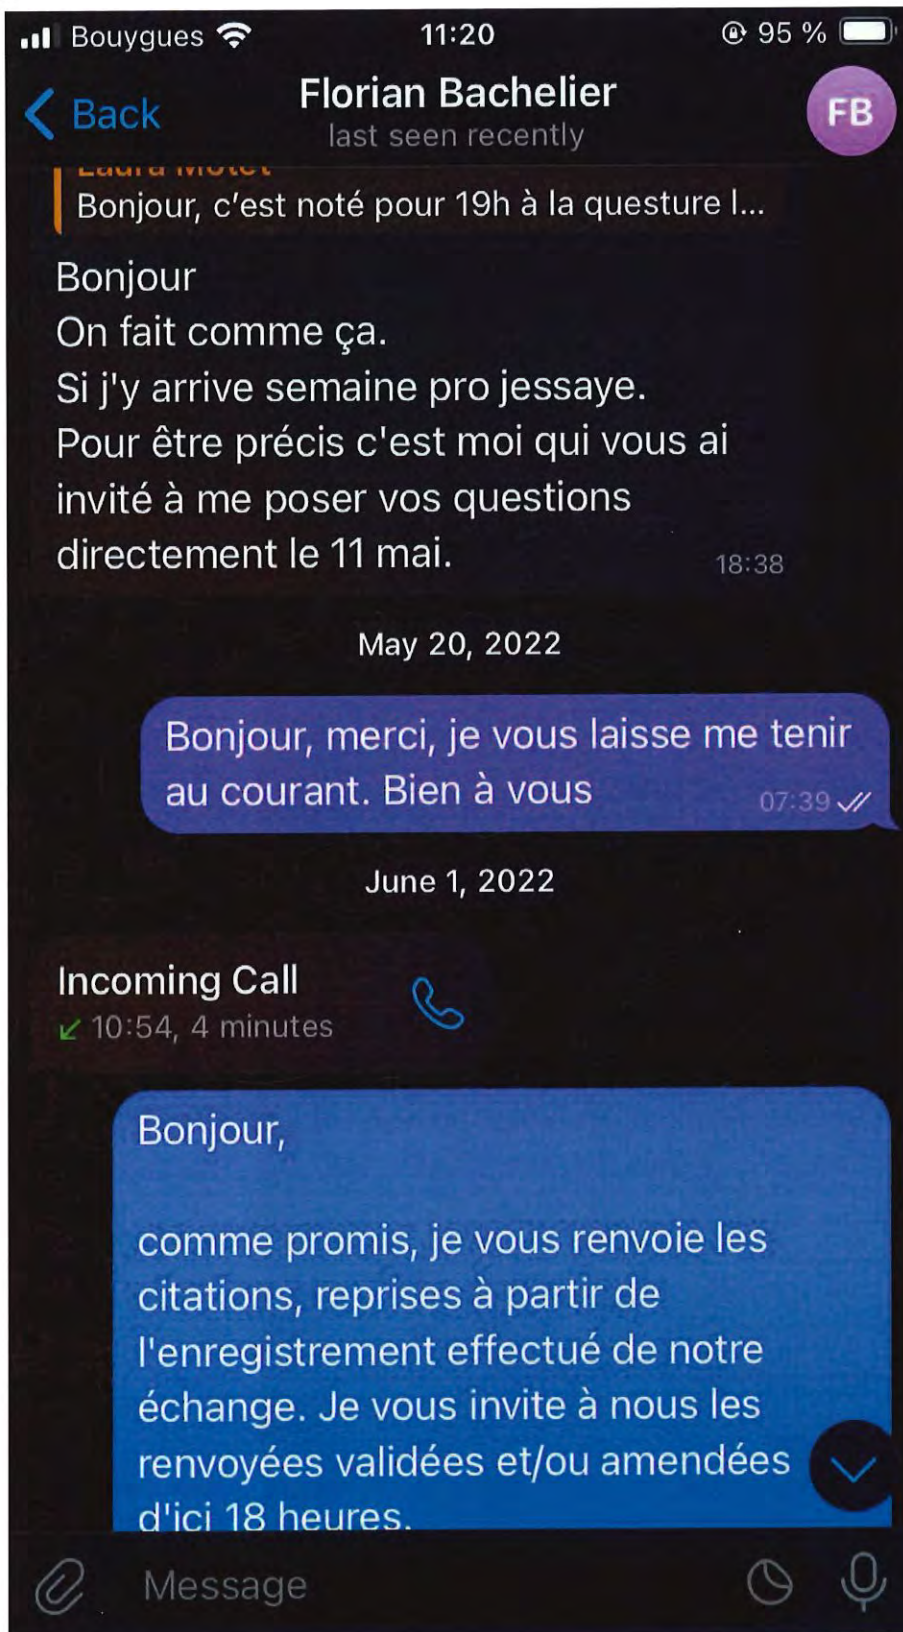 Bouygues 11:20 95 %
Back Florian Bachelier FB
last seen recently
Laura Motet
Bonjour, c'est noté pour 19h à la questure l...
Bonjour
On fait comme ça.
Si j'y arrive semaine pro jessaye.
Pour être précis c'est moi qui vous ai
invité à me poser vos questions
directement le 11 mai. 18:38
May 20, 2022
Bonjour, merci, je vous laisse me tenir
au courant. Bien à vous 07:39
June 1, 2022
Incoming Call
10:54, 4 minutes
Bonjour,
comme promis, je vous renvoie les
citations, reprises à partir de
l'enregistrement effectué de notre
échange. Je vous invite à nous les
renvoyées validées et/ou amendées
d'ici 18 heures.
Message